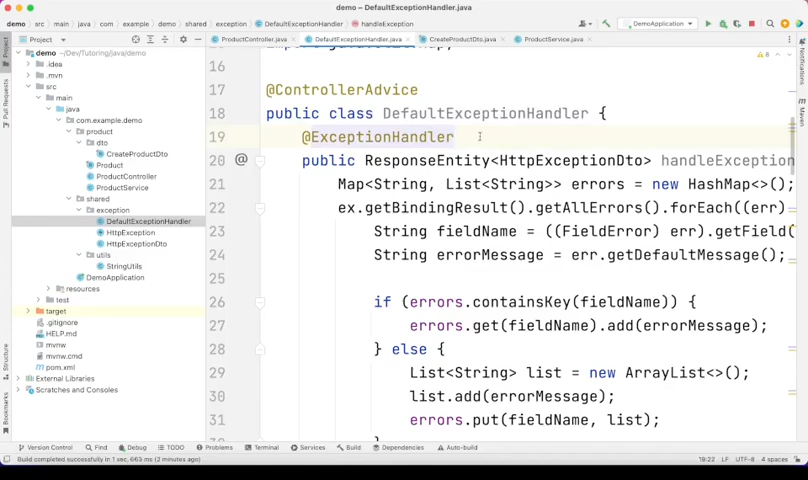 demo – DefaultExceptionHandler.java
demo › src › main › java › com › example › demo › shared › exception › DefaultExceptionHandler › handleException
DemoApplication
Project
ProductController.java
DefaultExceptionHandler.java
CreateProductDto.java
ProductService.java
Project
Pull Requests
Structure
Bookmarks
demo ~/Dev/Tutoring/java/demo
.idea
.mvn
src
main
java
com.example.demo
product
dto
CreateProductDto
Product
ProductController
ProductService
shared
exception
DefaultExceptionHandler
HttpException
HttpExceptionDto
utils
StringUtils
DemoApplication
resources
test
target
.gitignore
HELP.md
mvnw
mvnw.cmd
pom.xml
External Libraries
Scratches and Consoles
16
17 @ControllerAdvice
18 public class DefaultExceptionHandler {
19 @ExceptionHandler
20 @ public ResponseEntity<HttpExceptionDto> handleException
21 Map<String, List<String>> errors = new HashMap<>();
22 ex.getBindingResult().getAllErrors().forEach((err)
23 String fieldName = ((FieldError) err).getField(
24 String errorMessage = err.getDefaultMessage();
25
26 if (errors.containsKey(fieldName)) {
27 errors.get(fieldName).add(errorMessage);
28 } else {
29 List<String> list = new ArrayList<>();
30 list.add(errorMessage);
31 errors.put(fieldName, list);
Notifications
Maven
Version Control Find Debug TODO Problems Terminal Services Build Dependencies Auto-build
Build completed successfully in 1 sec, 663 ms (2 minutes ago)
19:22 LF UTF-8 4 spaces